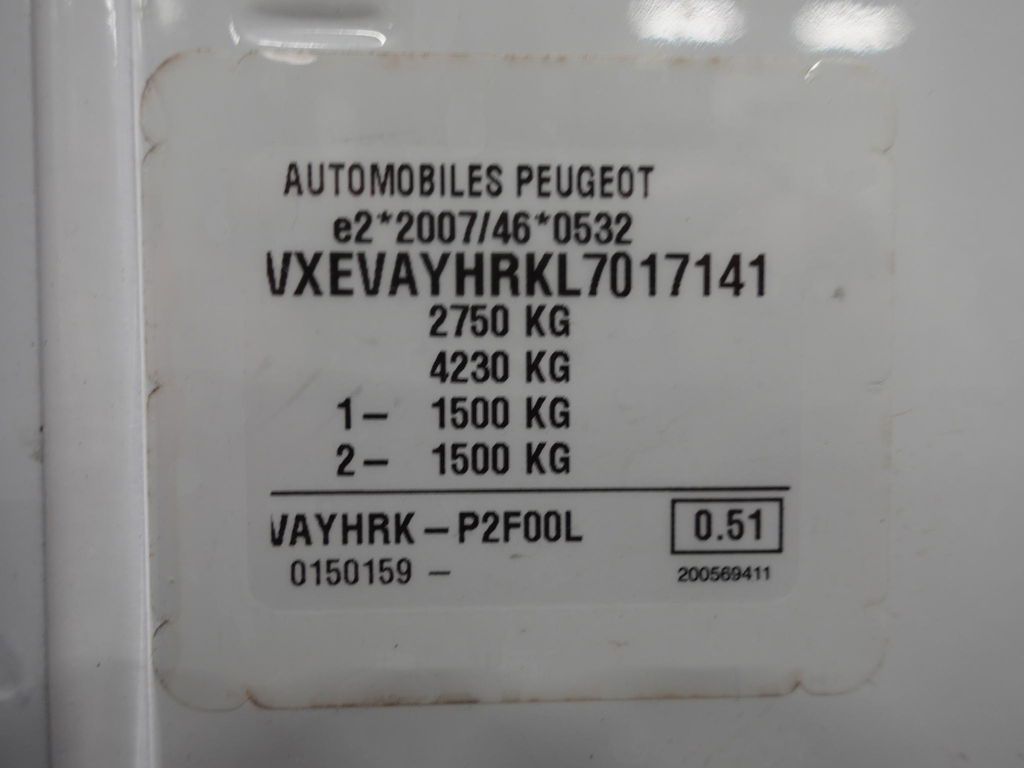 AUTOMOBILES PEUGEOT
e2*2007/46*0532
VXEVAYHRKL7017141
2750 KG
4230 KG
1- 1500 KG
2- 1500 KG
VAYHRK - P2F00L 0.51
0150159 - 200569411